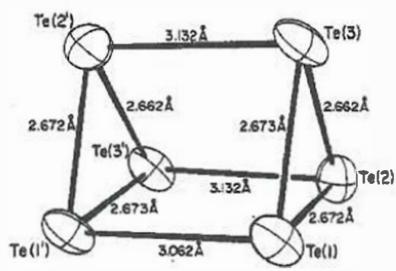 Te(2')
Te(3)
3.132Å
2.662Å
2.662Å
2.672Å
2.673Å
Te(3')
Te(2)
3.132Å
2.673Å
2.672Å
Te(1')
Te(1)
3.062Å